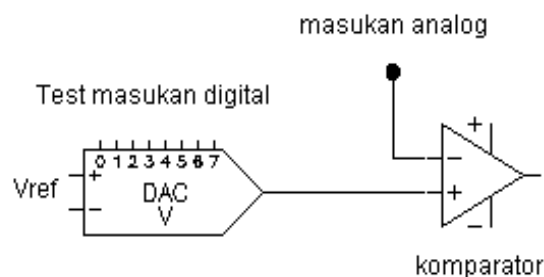 masukan analog
Test masukan digital
0 1 2 3 4 5 6 7
Vref
+
−
DAC
V
+
−
+
−
komparator